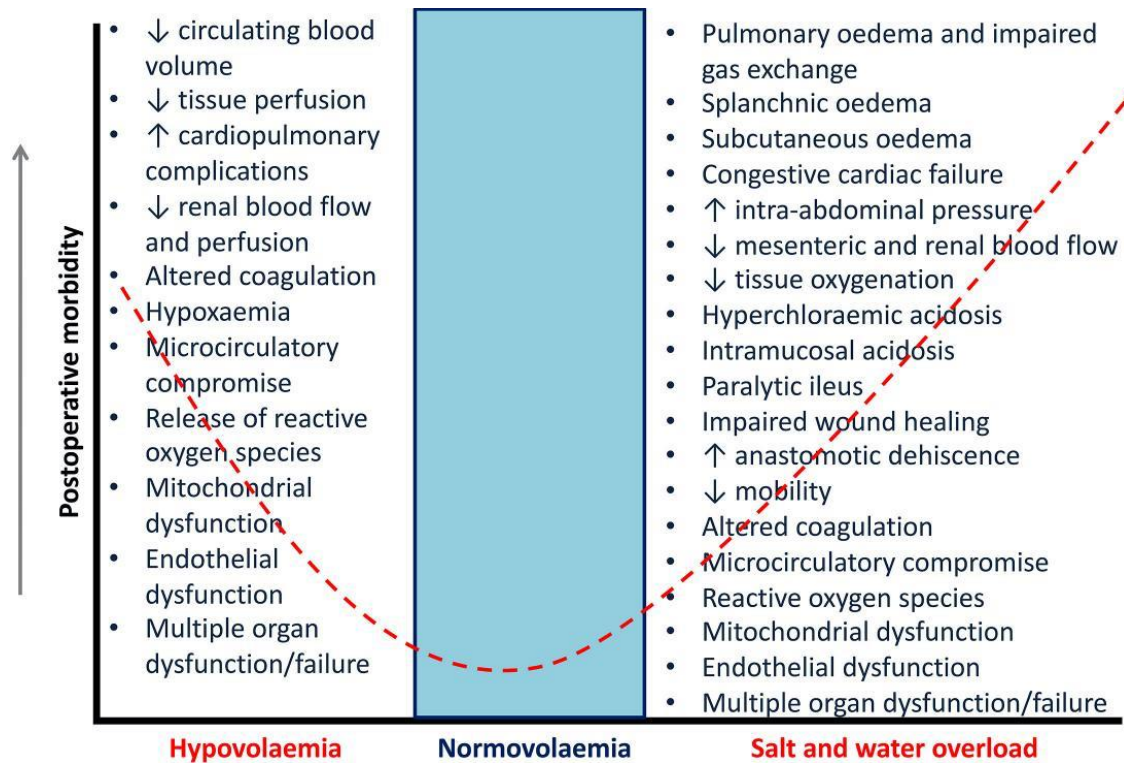 Postoperative morbidity
• ↓ circulating blood
volume
• ↓ tissue perfusion
• ↑ cardiopulmonary
complications
• ↓ renal blood flow
and perfusion
• Altered coagulation
• Hypoxaemia
• Microcirculatory
compromise
• Release of reactive
oxygen species
• Mitochondrial
dysfunction
• Endothelial
dysfunction
• Multiple organ
dysfunction/failure
• Pulmonary oedema and impaired
gas exchange
• Splanchnic oedema
• Subcutaneous oedema
• Congestive cardiac failure
• ↑ intra-abdominal pressure
• ↓ mesenteric and renal blood flow
• ↓ tissue oxygenation
• Hyperchloraemic acidosis
• Intramucosal acidosis
• Paralytic ileus
• Impaired wound healing
• ↑ anastomotic dehiscence
• ↓ mobility
• Altered coagulation
• Microcirculatory compromise
• Reactive oxygen species
• Mitochondrial dysfunction
• Endothelial dysfunction
• Multiple organ dysfunction/failure
Hypovolaemia
Normovolaemia
Salt and water overload